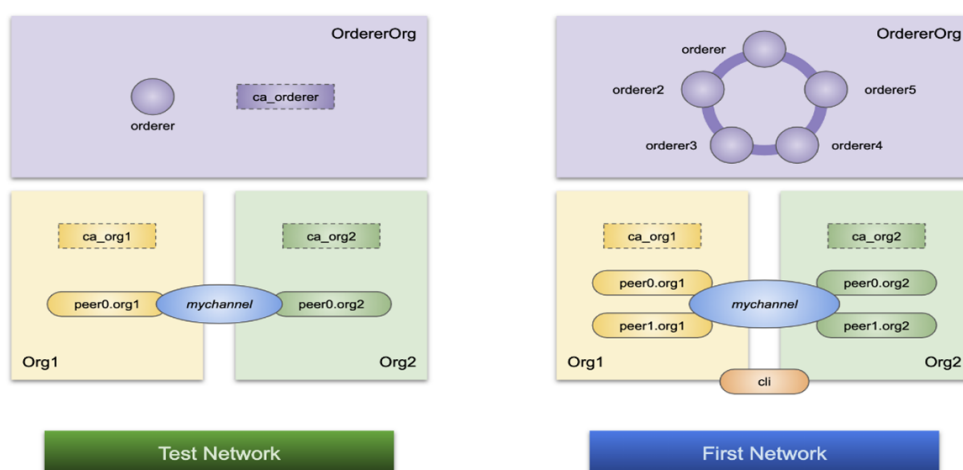 OrdererOrg
orderer
ca_orderer
ca_org1
ca_org2
peer0.org1
mychannel
peer0.org2
Org1
Org2
Test Network
OrdererOrg
orderer
orderer2
orderer5
orderer3
orderer4
ca_org1
ca_org2
peer0.org1
peer0.org2
mychannel
peer1.org1
peer1.org2
Org1
Org2
cli
First Network